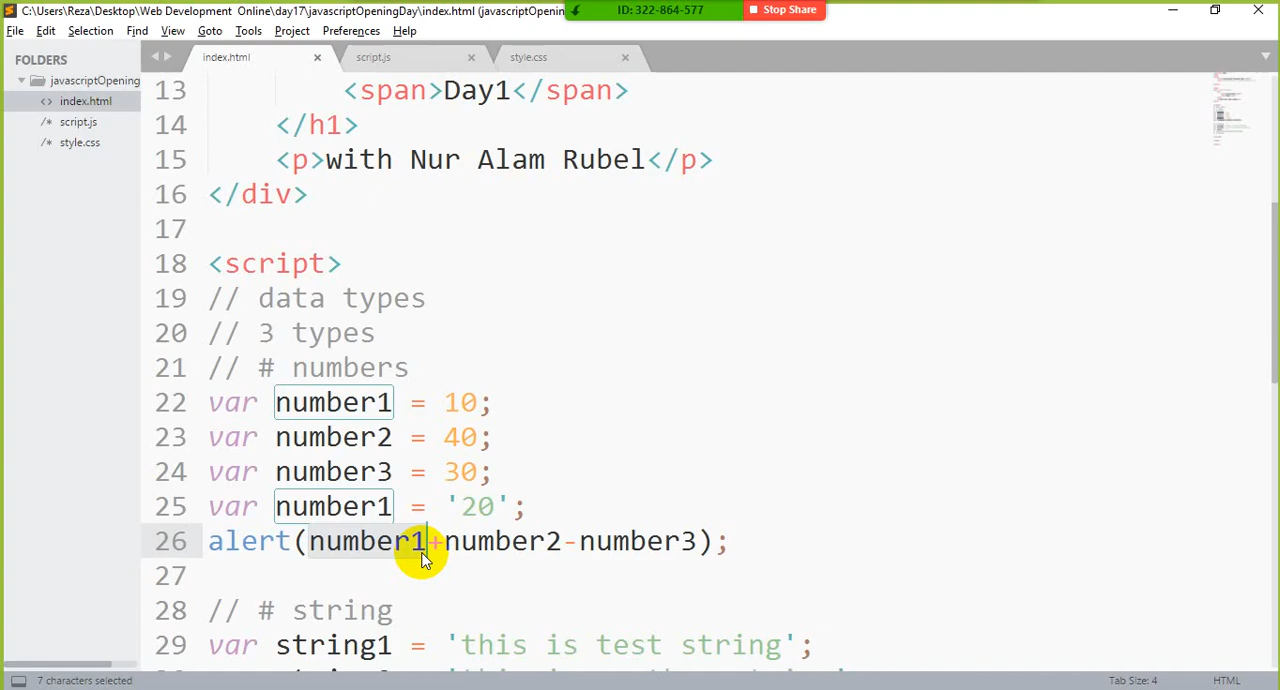 C:\Users\Reza\Desktop\Web Development Online\day17\javascriptOpeningDay\index.html (javascriptOpenin
ID: 322-864-577
Stop Share
File Edit Selection Find View Goto Tools Project Preferences Help
FOLDERS
javascriptOpening
index.html
script.js
style.css
index.html script.js style.css
13 <span>Day1</span>
14 </h1>
15 <p>with Nur Alam Rubel</p>
16 </div>
17
18 <script>
19 // data types
20 // 3 types
21 // # numbers
22 var number1 = 10;
23 var number2 = 40;
24 var number3 = 30;
25 var number1 = '20';
26 alert(number1+number2-number3);
27
28 // # string
29 var string1 = 'this is test string';
7 characters selected
Tab Size: 4
HTML